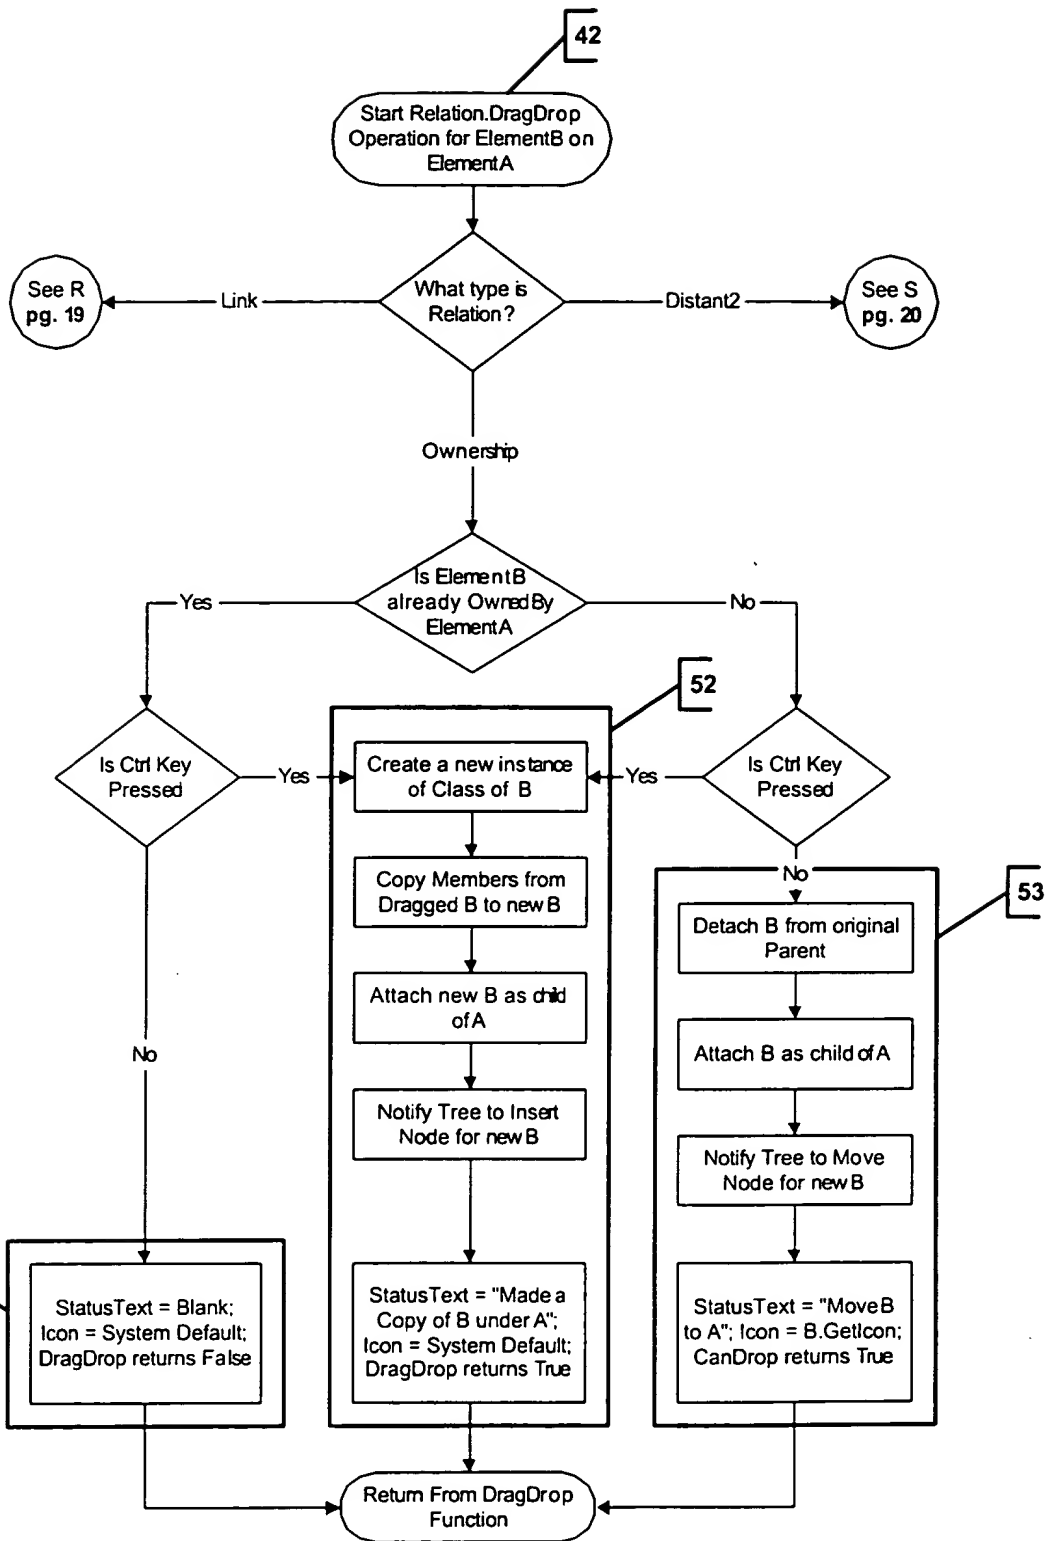 42
Start Relation.DragDrop
Operation for ElementB on
ElementA
See R
pg. 19
Link
What type is
Relation?
Distant2
See S
pg. 20
Ownership
Is ElementB
already OwnedBy
ElementA
Yes
No
52
Is Ctrl Key
Pressed
Yes
Create a new instance
of Class of B
Yes
Is Ctrl Key
Pressed
No
53
Copy Members from
Dragged B to new B
Detach B from original
Parent
Attach new B as child
of A
Attach B as child of A
No
Notify Tree to Insert
Node for new B
Notify Tree to Move
Node for new B
StatusText = Blank;
Icon = System Default;
DragDrop returns False
StatusText = "Made a
Copy of B under A";
Icon = System Default;
DragDrop returns True
StatusText = "Move B
to A"; Icon = B.GetIcon;
CanDrop returns True
Return From DragDrop
Function